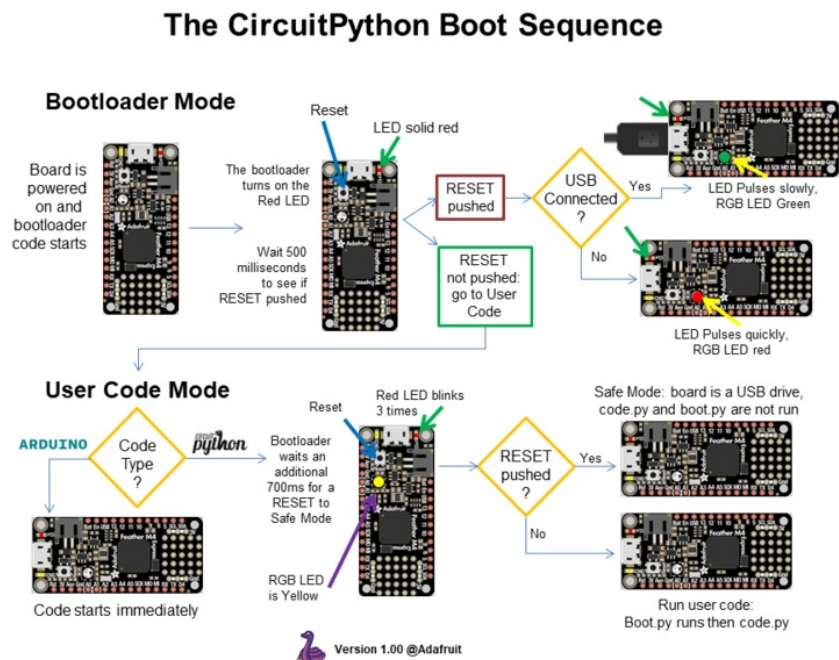 The CircuitPython Boot Sequence
Bootloader Mode
Reset
LED solid red
Board is
powered
on and
bootloader
code starts
The bootloader
turns on the
Red LED
Wait 500
milliseconds
to see if
RESET pushed
RESET
pushed
USB
Connected
?
Yes
LED Pulses slowly,
RGB LED Green
RESET
not pushed:
go to User
Code
No
LED Pulses quickly,
RGB LED red
User Code Mode
ARDUINO
Code
Type
?
circuit
python
Code starts immediately
Reset
Red LED blinks
3 times
Bootloader
waits an
additional
700ms for a
RESET to
Safe Mode
RGB LED
is Yellow
RESET
pushed
?
Yes
Safe Mode: board is a USB drive,
code.py and boot.py are not run
No
Run user code:
Boot.py runs then code.py
Feather M4
Express
Adafruit
Version 1.00 @Adafruit